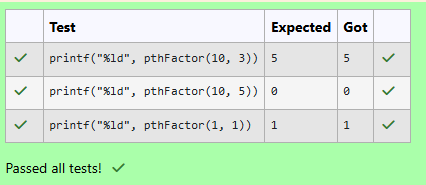 Test Expected Got
printf("%ld", pthFactor(10, 3)) 5 5
printf("%ld", pthFactor(10, 5)) 0 0
printf("%ld", pthFactor(1, 1)) 1 1
Passed all tests!